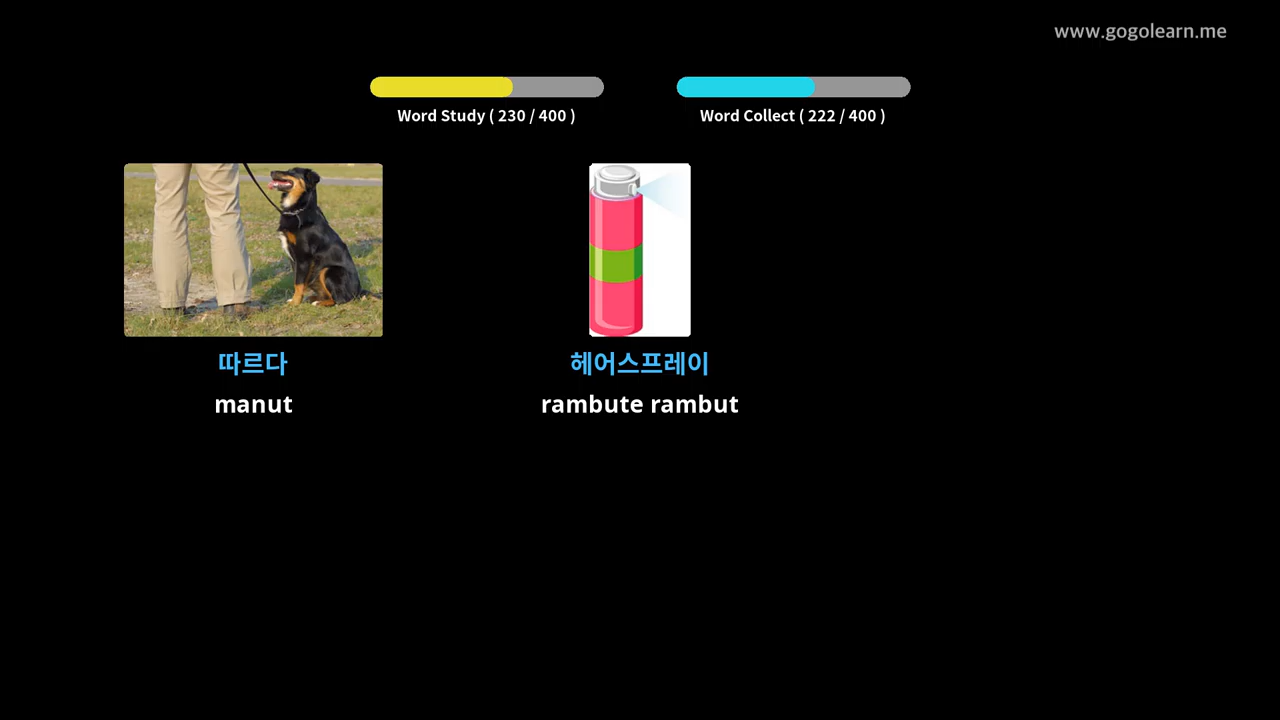 www.gogolearn.me
Word Study ( 230 / 400 )
Word Collect ( 222 / 400 )
따르다
manut
헤어스프레이
rambute rambut